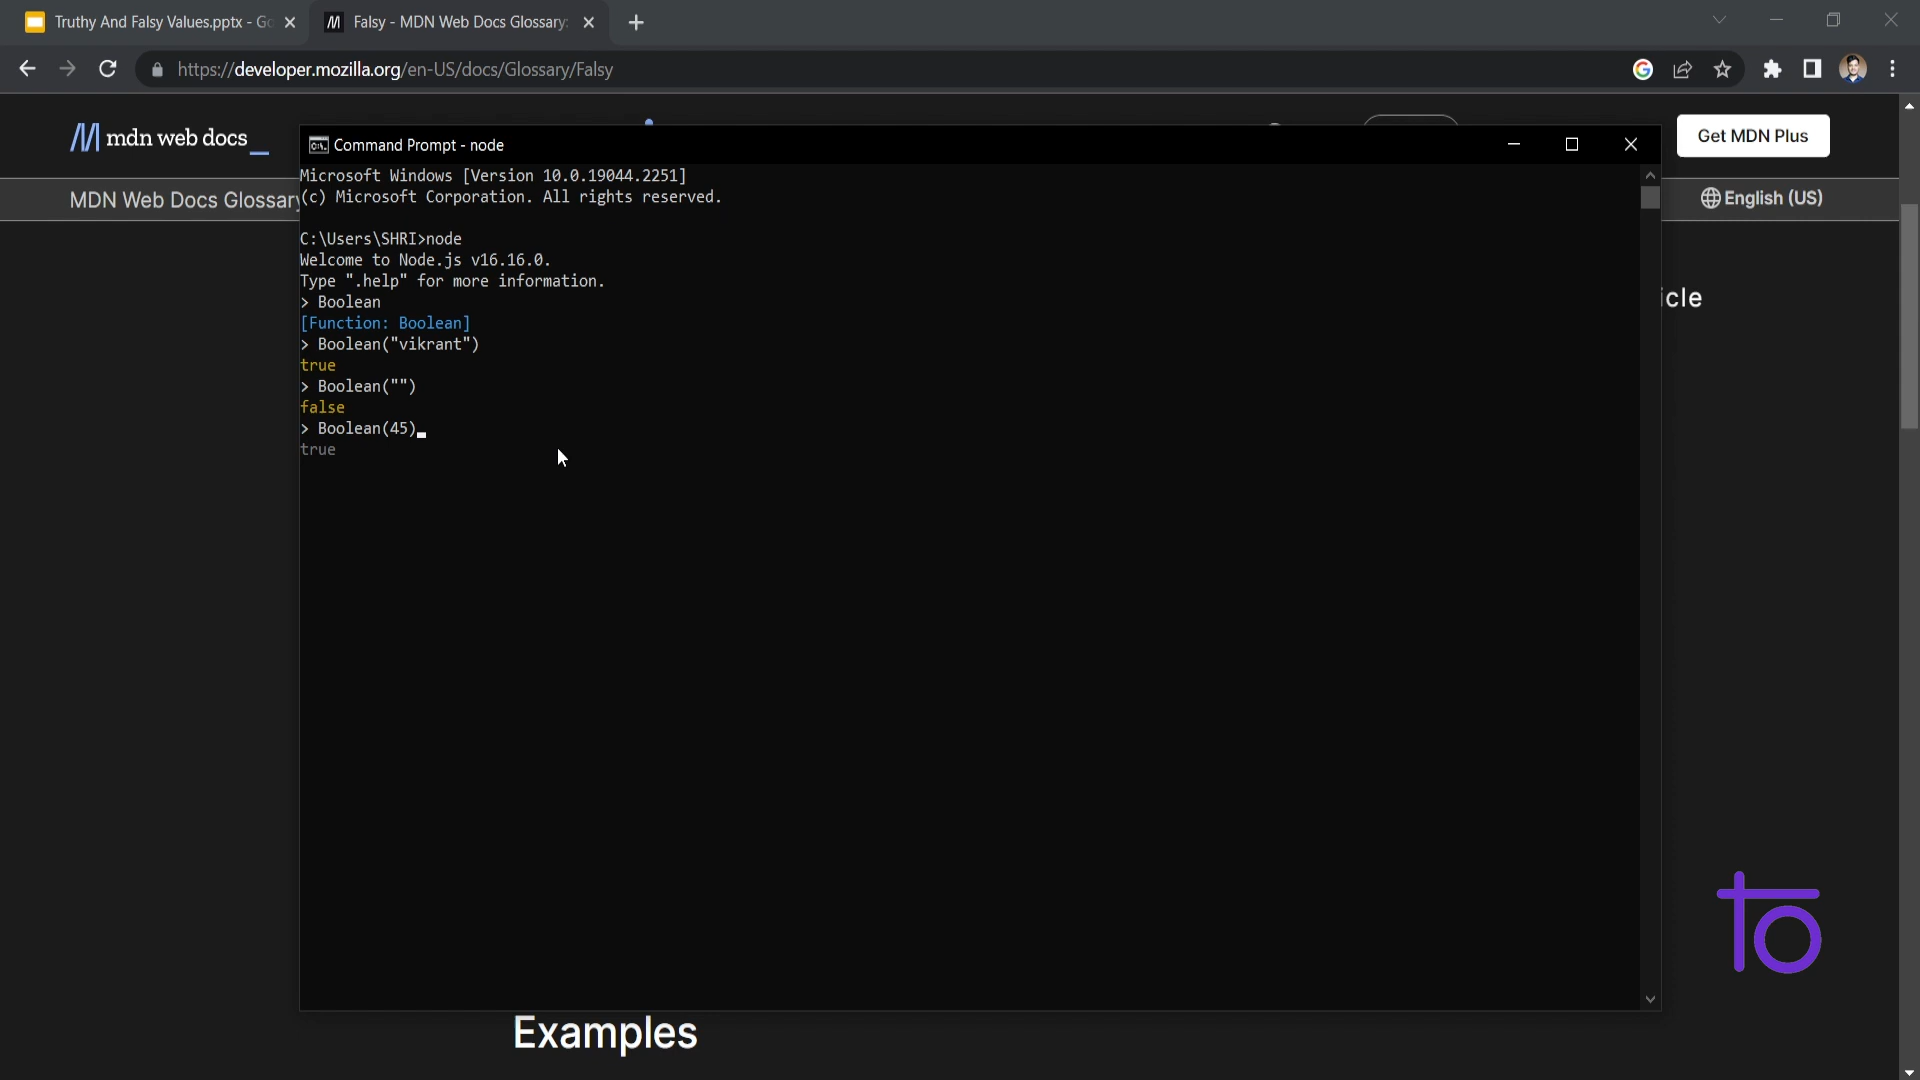 Truthy And Falsy Values.pptx - Go
Falsy - MDN Web Docs Glossary:
https://developer.mozilla.org/en-US/docs/Glossary/Falsy
mdn web docs_
Get MDN Plus
MDN Web Docs Glossary
English (US)
icle
Command Prompt - node
Microsoft Windows [Version 10.0.19044.2251]
(c) Microsoft Corporation. All rights reserved.
C:\Users\SHRI>node
Welcome to Node.js v16.16.0.
Type ".help" for more information.
> Boolean
[Function: Boolean]
> Boolean("vikrant")
true
> Boolean("")
false
> Boolean(45)
true
Examples
to